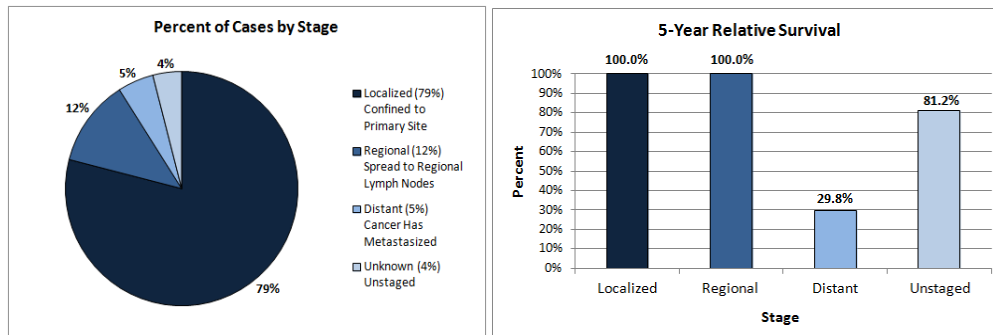 Percent of Cases by Stage
4%
5%
12%
79%
Localized (79%)
Confined to
Primary Site
Regional (12%)
Spread to Regional
Lymph Nodes
Distant (5%)
Cancer Has
Metastasized
Unknown (4%)
Unstaged
5-Year Relative Survival
100.0%
100.0%
29.8%
81.2%
100%
90%
80%
70%
60%
50%
40%
30%
20%
10%
0%
Percent
Localized
Regional
Distant
Unstaged
Stage